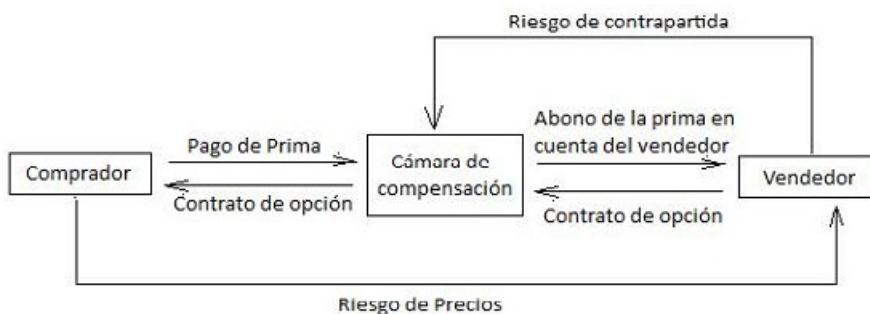 Riesgo de contrapartida
Pago de Prima
Abono de la prima en
cuenta del vendedor
Comprador
Cámara de
compensación
Vendedor
Contrato de opción
Contrato de opción
Riesgo de Precios